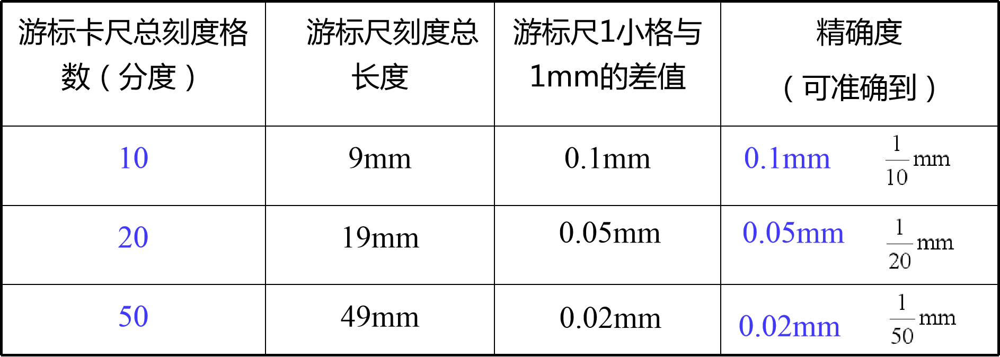 游标卡尺总刻度格
数（分度）
游标尺刻度总
长度
游标尺1小格与
1mm的差值
精确度
（可准确到）
10
9mm
0.1mm
0.1mm
1/10 mm
20
19mm
0.05mm
0.05mm
1/20 mm
50
49mm
0.02mm
0.02mm
1/50 mm